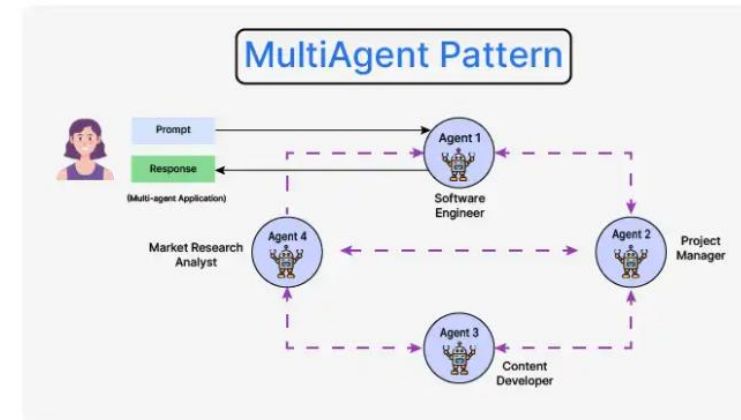 MultiAgent Pattern
Prompt
Response
(Multi-agent Application)
Agent 1
Software
Engineer
Agent 4
Market Research
Analyst
Agent 2
Project
Manager
Agent 3
Content
Developer